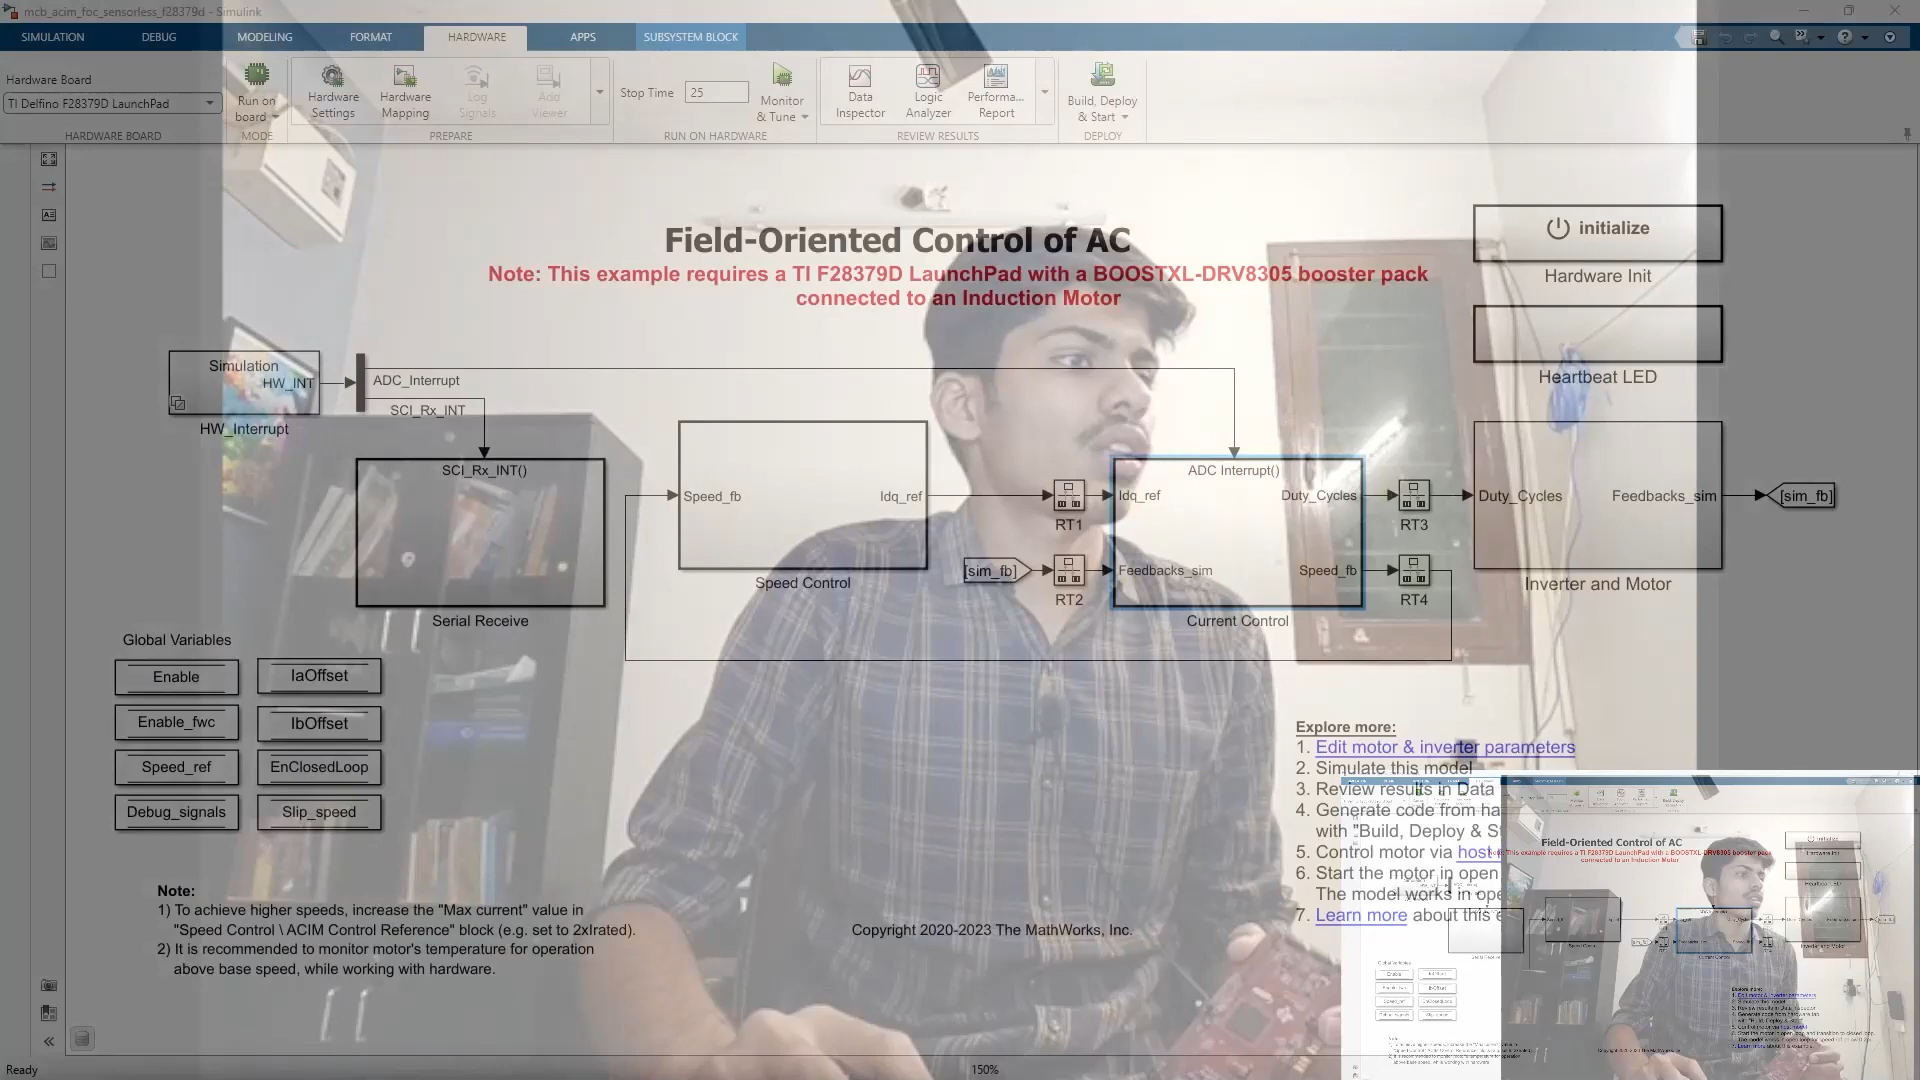 mcb_acim_foc_sensorless_f28379d - Simulink
SIMULATION DEBUG MODELING FORMAT HARDWARE APPS SUBSYSTEM BLOCK
Hardware Board
TI Delfino F28379D LaunchPad
HARDWARE BOARD
Run on
board
MODE
Hardware
Settings
Hardware
Mapping
Log
Signals
Add
Viewer
PREPARE
Stop Time 25
Monitor
& Tune
RUN ON HARDWARE
Data
Inspector
Logic
Analyzer
Performa...
Report
REVIEW RESULTS
Build, Deploy
& Start
DEPLOY
Field-Oriented Control of AC
Note: This example requires a TI F28379D LaunchPad with a BOOSTXL-DRV8305 booster pack
connected to an Induction Motor
initialize
Hardware Init
Heartbeat LED
Simulation
HW_INT
HW_Interrupt
ADC_Interrupt
SCI_Rx_INT
SCI_Rx_INT()
Serial Receive
Speed_fb Idq_ref
Speed Control
RT1
[sim_fb]
RT2
ADC Interrupt()
Idq_ref Duty_Cycles
Feedbacks_sim Speed_fb
Current Control
RT3
RT4
Duty_Cycles Feedbacks_sim
Inverter and Motor
[sim_fb]
Global Variables
Enable IaOffset
Enable_fwc IbOffset
Speed_ref EnClosedLoop
Debug_signals Slip_speed
Explore more:
1. Edit motor & inverter parameters
2. Simulate this model
3. Review results in Data
4. Generate code from ha
with "Build, Deploy & St
5. Control motor via host
6. Start the motor in open
The model works in ope
7. Learn more about this e
Note:
1) To achieve higher speeds, increase the "Max current" value in
"Speed Control \ ACIM Control Reference" block (e.g. set to 2xIrated).
2) It is recommended to monitor motor's temperature for operation
above base speed, while working with hardware.
Copyright 2020-2023 The MathWorks, Inc.
Field-Oriented Control of AC
Ready
150%